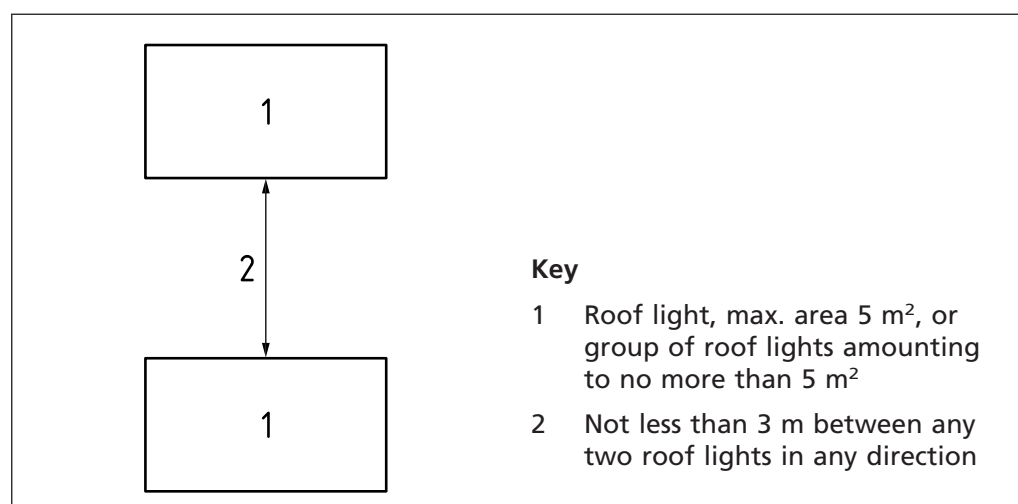 1
2
1
Key
1 Roof light, max. area 5 m², or
group of roof lights amounting
to no more than 5 m²
2 Not less than 3 m between any
two roof lights in any direction